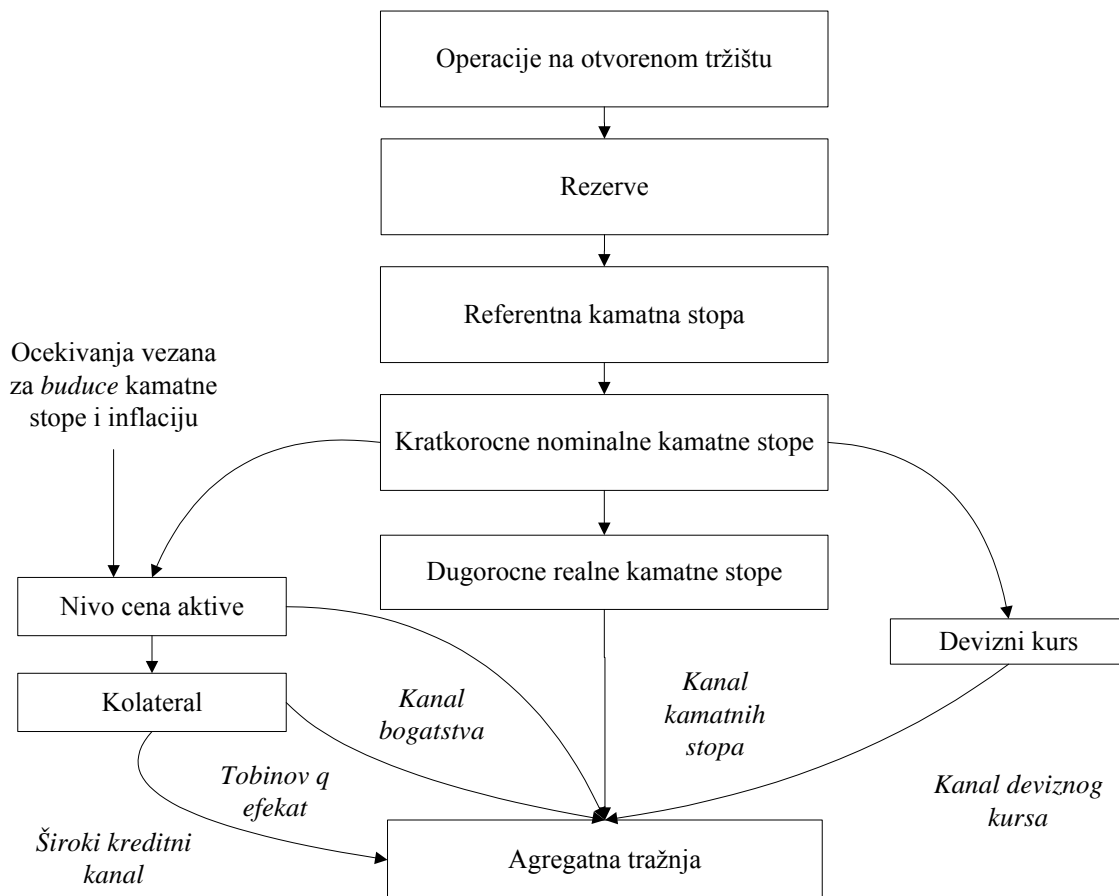 Operacije na otvorenom tržištu
Rezerve
Referentna kamatna stopa
Ocekivanja vezana
za buduce kamatne
stope i inflaciju
Kratkorocne nominalne kamatne stope
Dugorocne realne kamatne stope
Nivo cena aktive
Devizni kurs
Kolateral
Kanal
bogatstva
Kanal
kamatnih
stopa
Tobinov q
efekat
Kanal deviznog
kursa
Široki kreditni
kanal
Agregatna tražnja